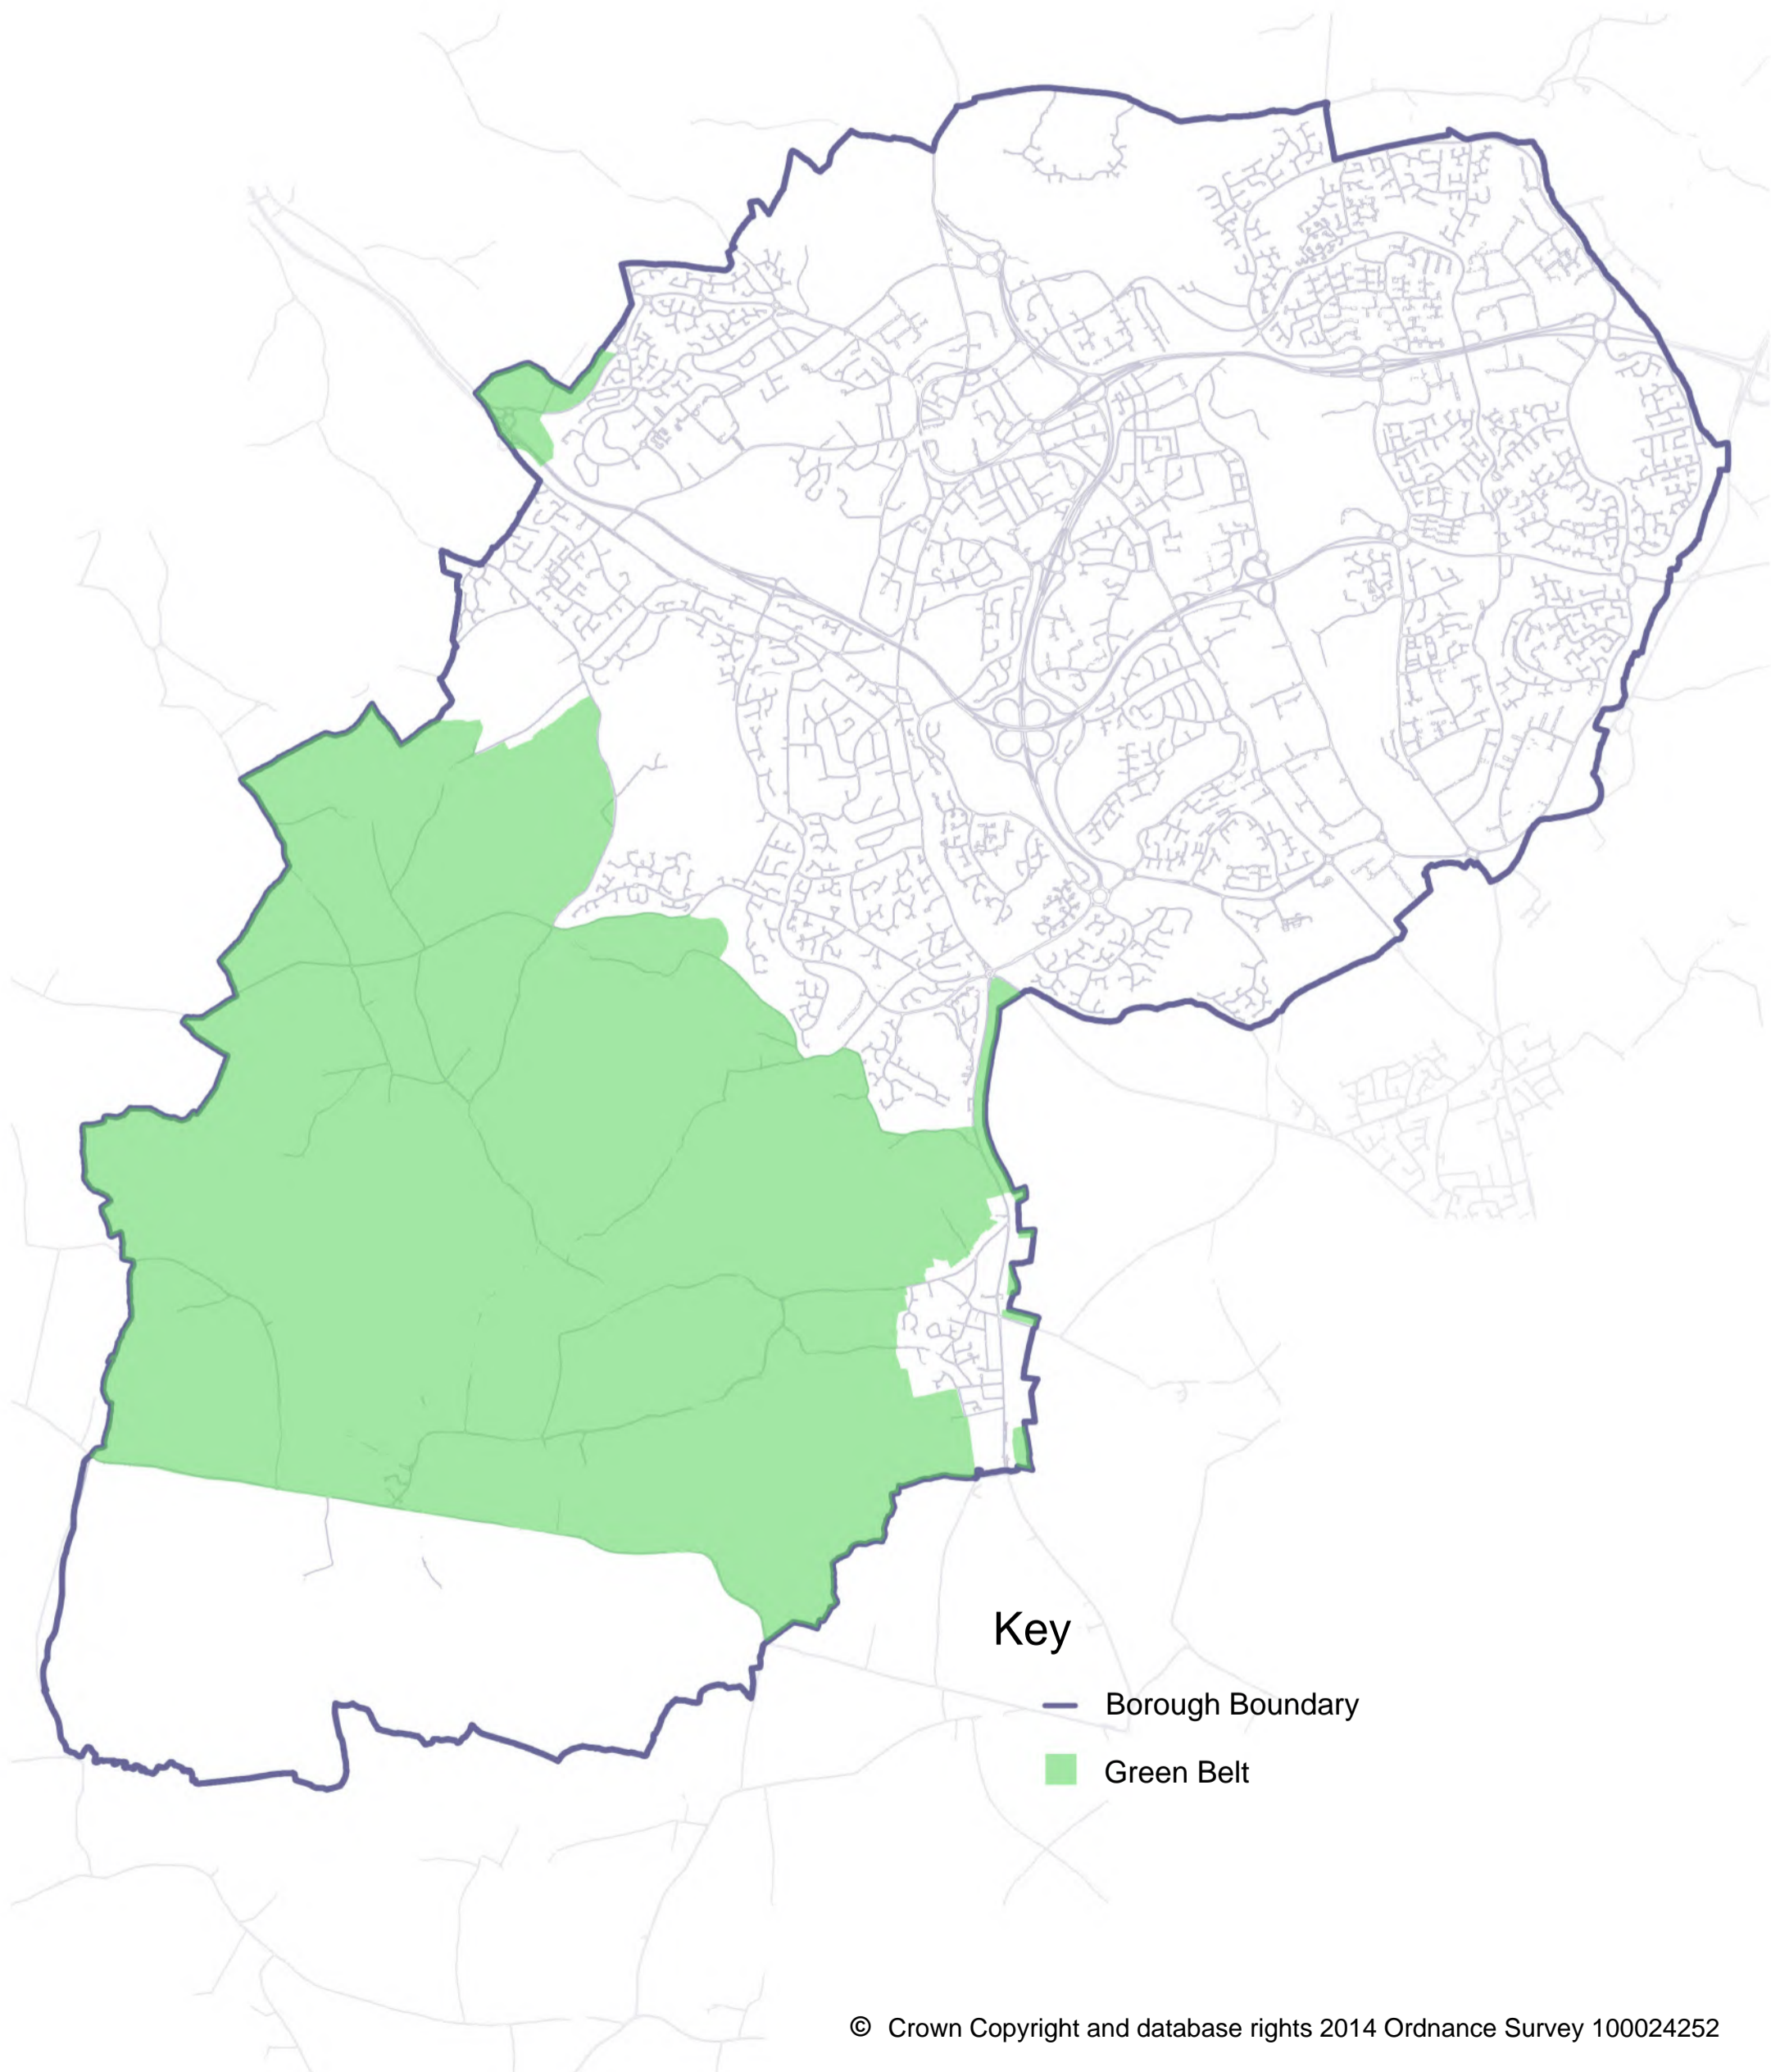 Key
Borough Boundary
Green Belt
© Crown Copyright and database rights 2014 Ordnance Survey 100024252